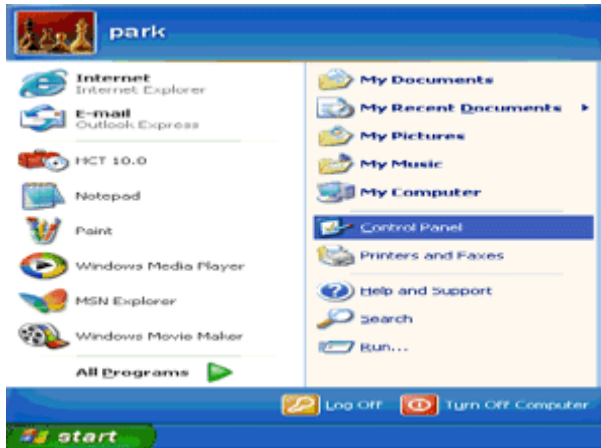 park
Internet
Internet Explorer
E-mail
Outlook Express
HCT 10.0
Notepad
Paint
Windows Media Player
MSN Explorer
Windows Movie Maker
All Programs
My Documents
My Recent Documents
My Pictures
My Music
My Computer
Control Panel
Printers and Faxes
Help and Support
Search
Run...
Log Off
Turn Off Computer
start